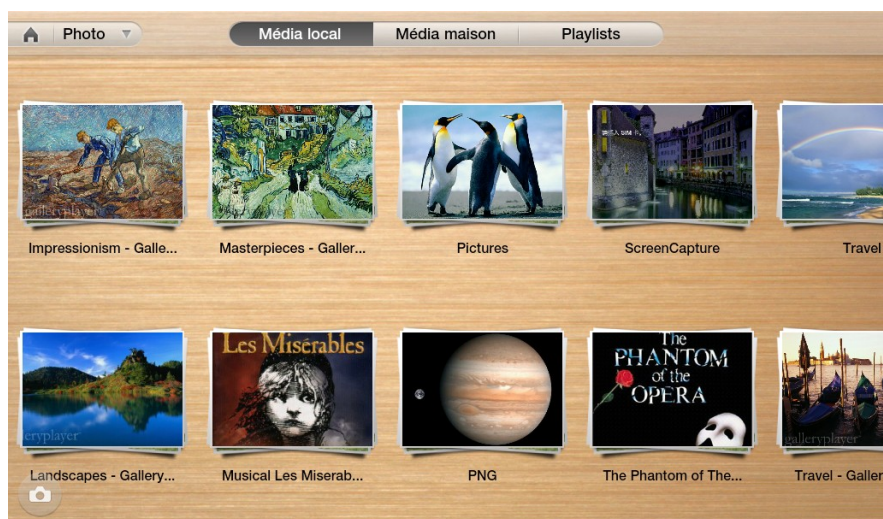 Photo
Média local
Média maison
Playlists
galleryplayer
Impressionism - Galle...
Masterpieces - Galler...
Pictures
ScreenCapture
Travel
Les Misérables
The
PHANTOM
of the
OPERA
eryplayer
galleryplayer
Landscapes - Gallery...
Musical Les Miserab...
PNG
The Phantom of The...
Travel - Galler